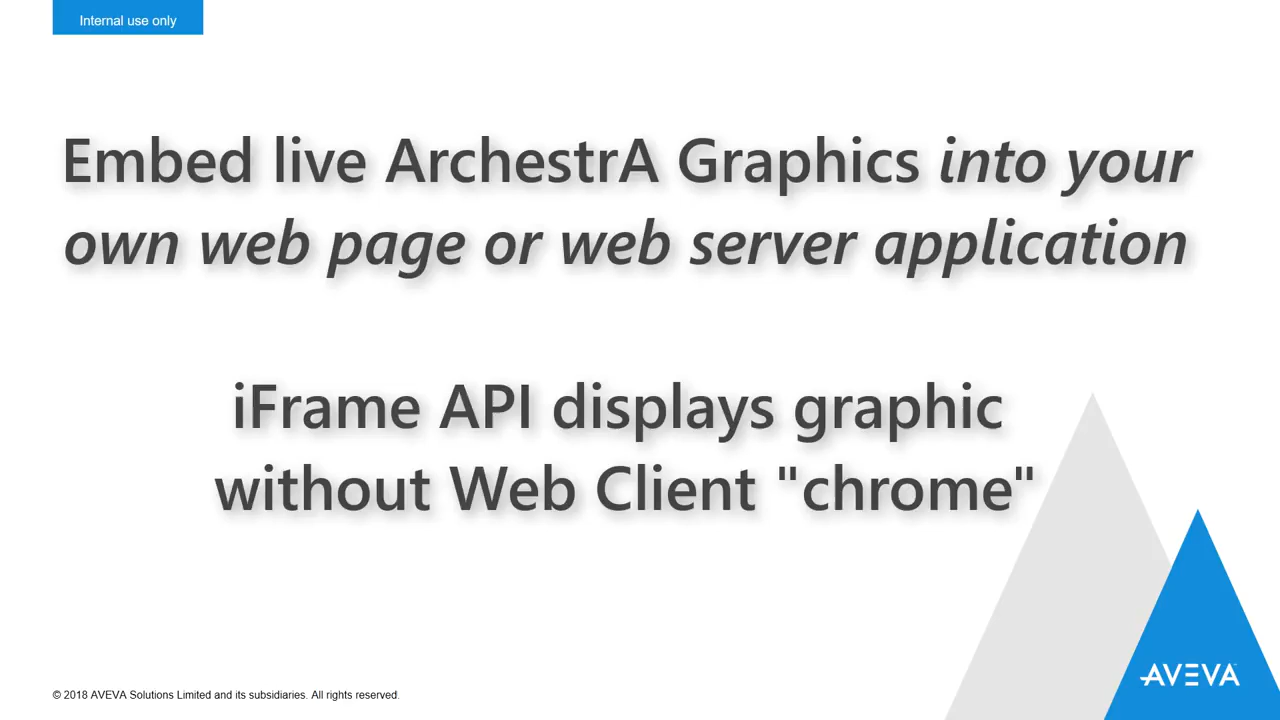 Internal use only
Embed live ArchestrA Graphics into your
own web page or web server application
iFrame API displays graphic
without Web Client "chrome"
© 2018 AVEVA Solutions Limited and its subsidiaries. All rights reserved.
AVEVA